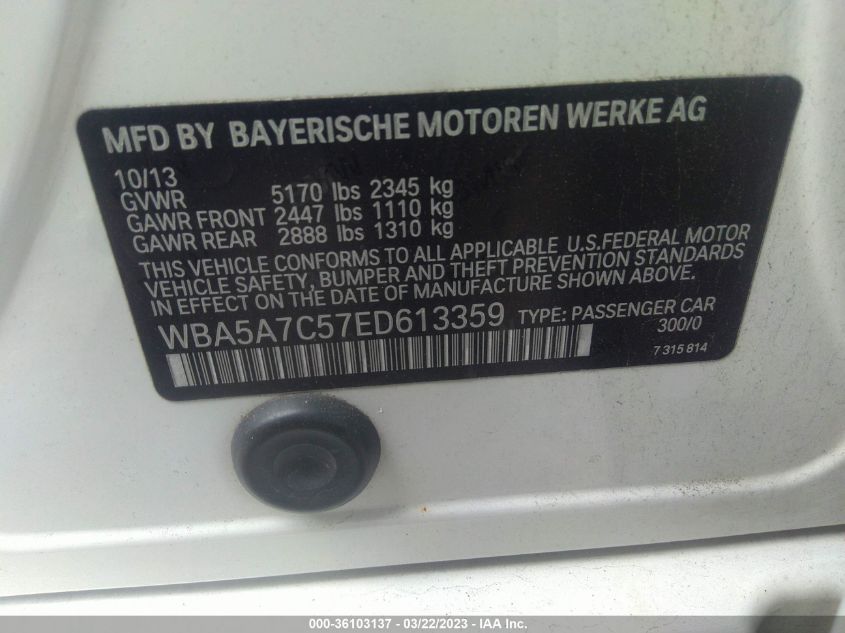 MFD BY BAYERISCHE MOTOREN WERKE AG
10/13
GVWR 5170 lbs 2345 kg
GAWR FRONT 2447 lbs 1110 kg
GAWR REAR 2888 lbs 1310 kg
THIS VEHICLE CONFORMS TO ALL APPLICABLE U.S.FEDERAL MOTOR
VEHICLE SAFETY, BUMPER AND THEFT PREVENTION STANDARDS
IN EFFECT ON THE DATE OF MANUFACTURE SHOWN ABOVE.
WBA5A7C57ED613359 TYPE: PASSENGER CAR
300/0
7 315 814
000-36103137 - 03/22/2023 - IAA Inc.